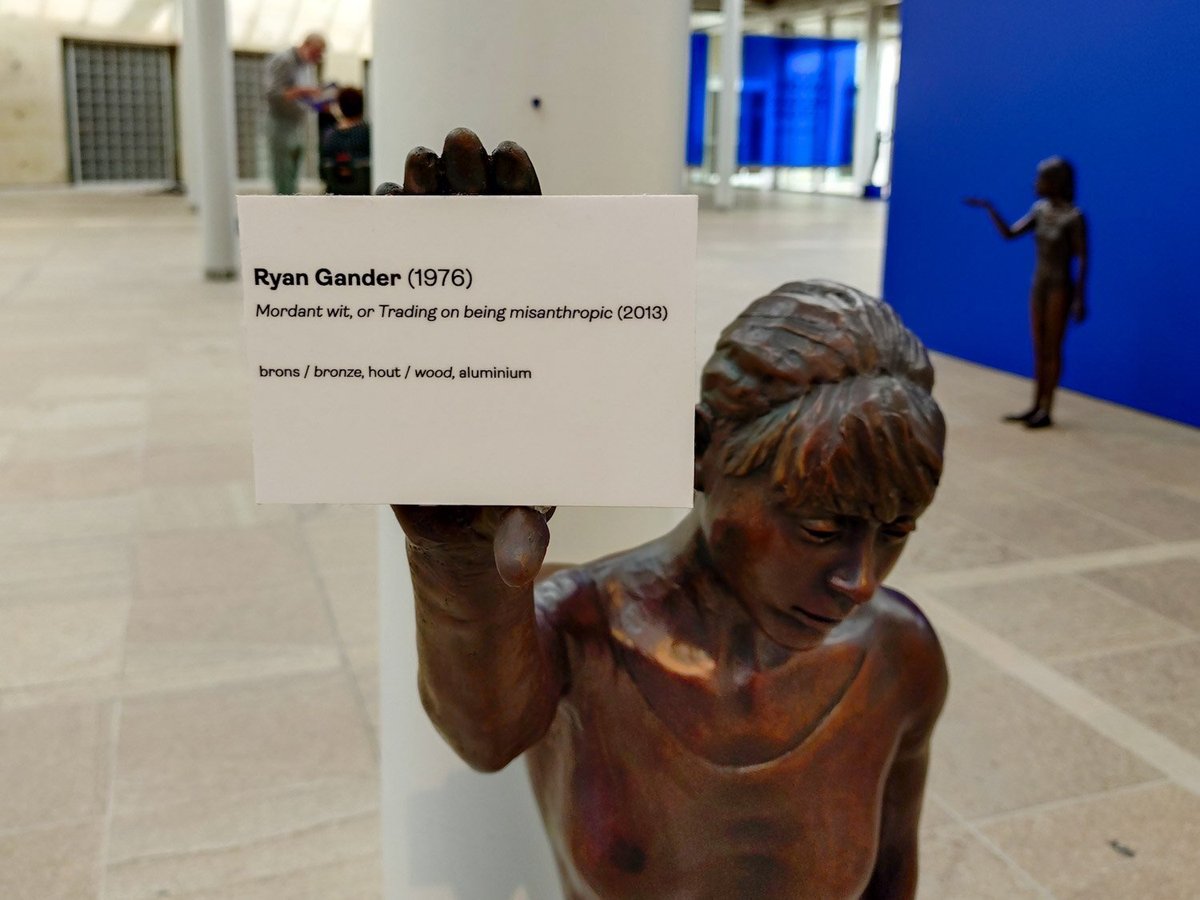 Ryan Gander (1976)
Mordant wit, or Trading on being misanthropic (2013)
brons / bronze, hout / wood, aluminium